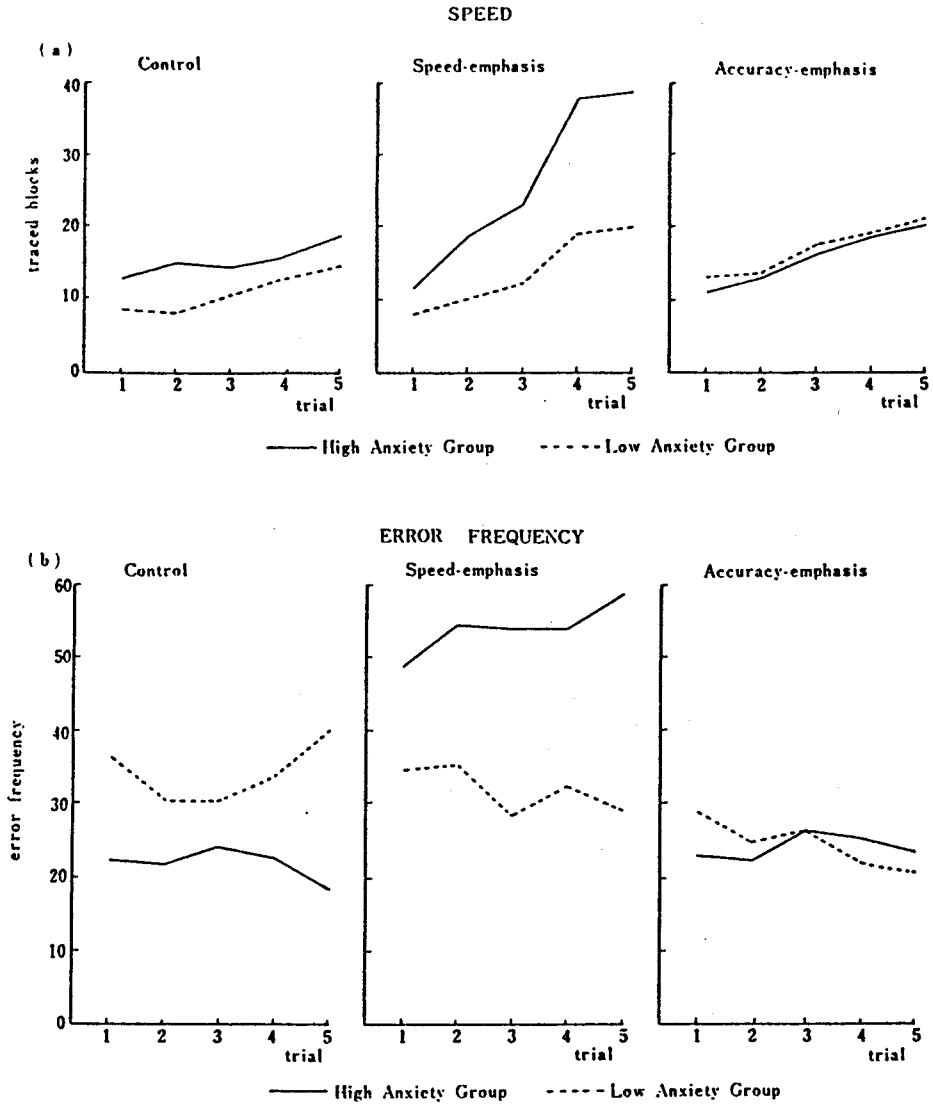 SPEED
(a)
Control Speed-emphasis Accuracy-emphasis
traced blocks
40
30
20
10
0
1 2 3 4 5 1 2 3 4 5 1 2 3 4 5
trial trial trial
High Anxiety Group Low Anxiety Group
ERROR FREQUENCY
(b)
Control Speed-emphasis Accuracy-emphasis
error frequency
60
50
40
30
20
10
0
1 2 3 4 5 1 2 3 4 5 1 2 3 4 5
trial trial trial
High Anxiety Group Low Anxiety Group